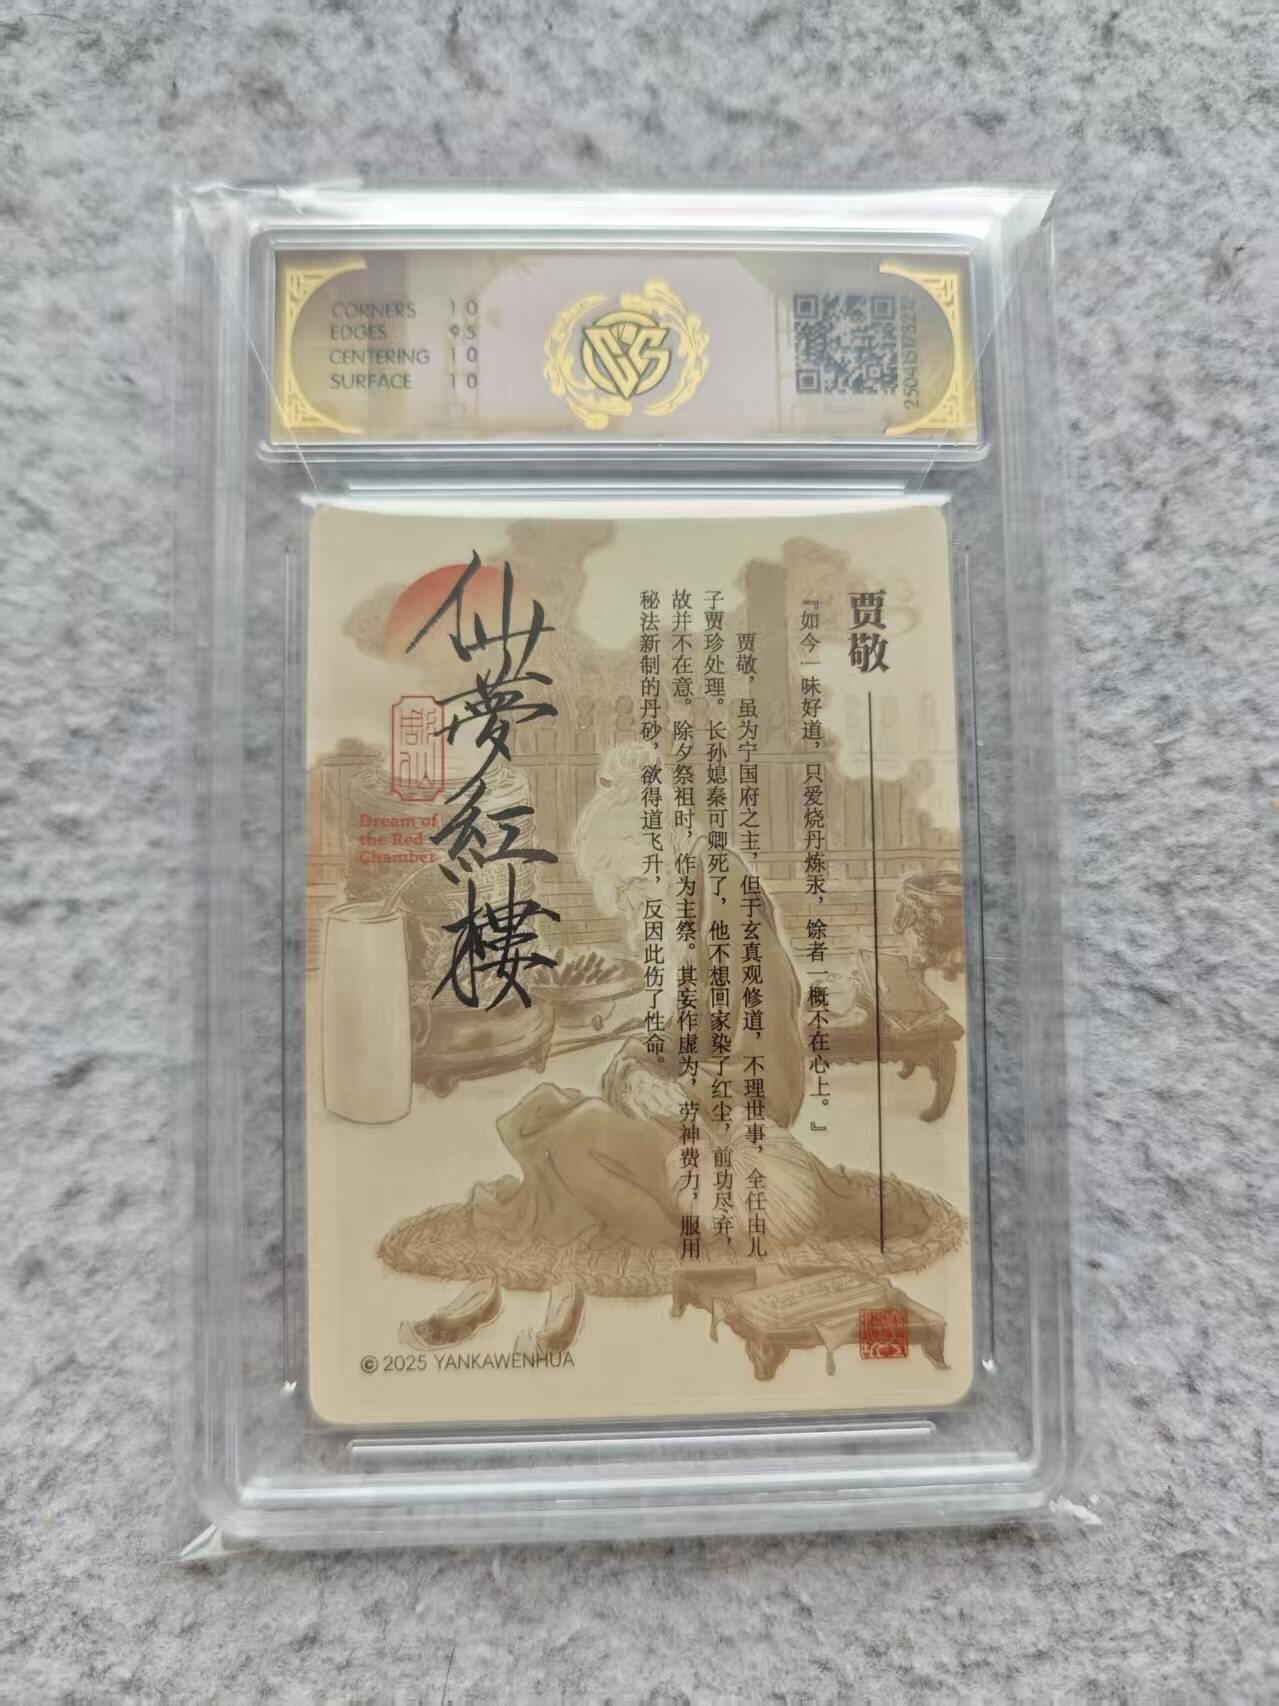 CORNERS 10
EDGES 9.5
CENTERING 10
SURFACE 10
贾敬
『如今一味好道，只爱烧丹炼汞，馀者一概不在心上。』
贾敬，虽为宁国府之主，但于玄真观修道，不理世事，全任由儿
子贾珍处理。长孙媳秦可卿死了，他不想回家染了红尘，前功尽弃，
故并不在意。除夕祭祖时，作为主祭。其妄作虚为，劳神费力，服用
秘法新制的丹砂，欲得道飞升，反因此伤了性命。
仙夢紅樓
Dream of
the Red
Chamber
© 2025 YANKAWENHUA